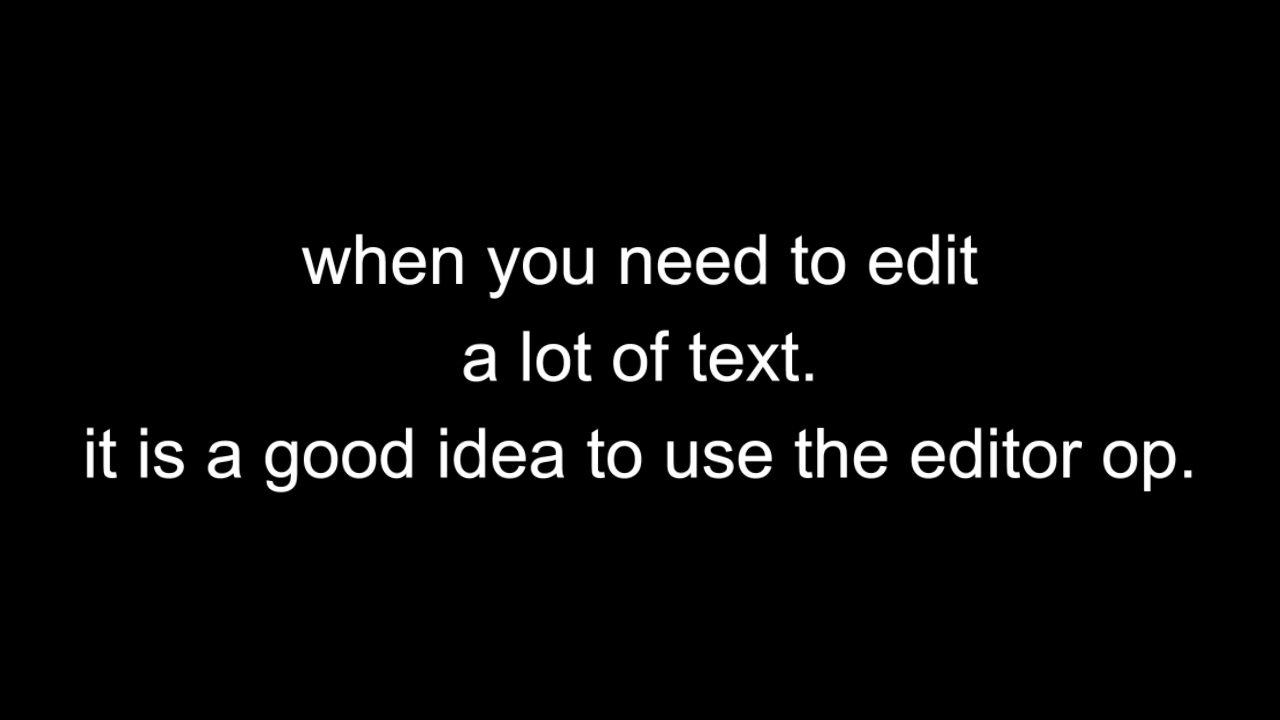 when you need to edit
a lot of text.
it is a good idea to use the editor op.